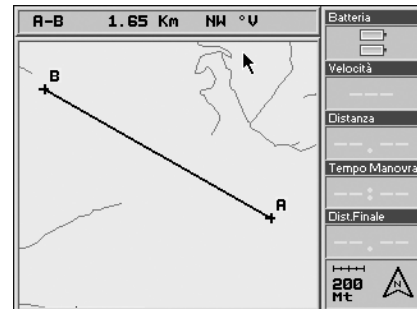 A-B 1.65 Km NW °V
Batteria
Velocità
---
Distanza
--.--
Tempo Manovra
--:--
Dist.Finale
--.--
B
A
200
Mt
N